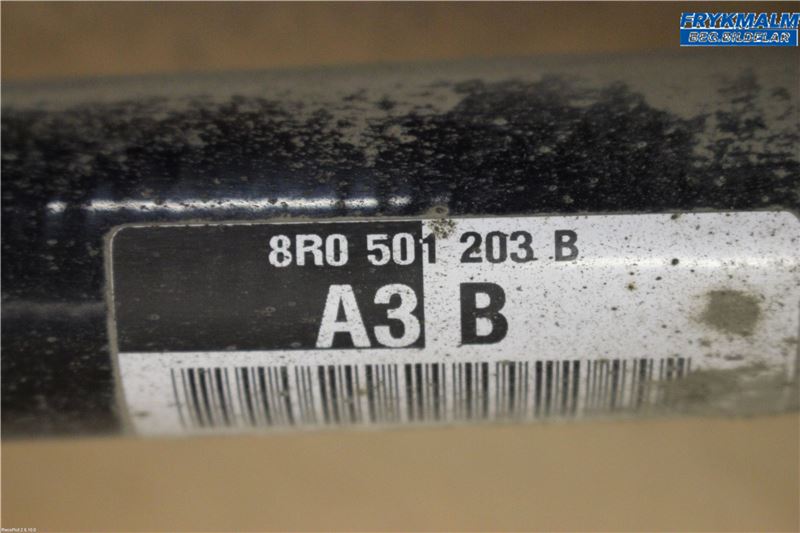 FRYKMALM
BEG.BILDELAR
8R0 501 203 B
A3 B